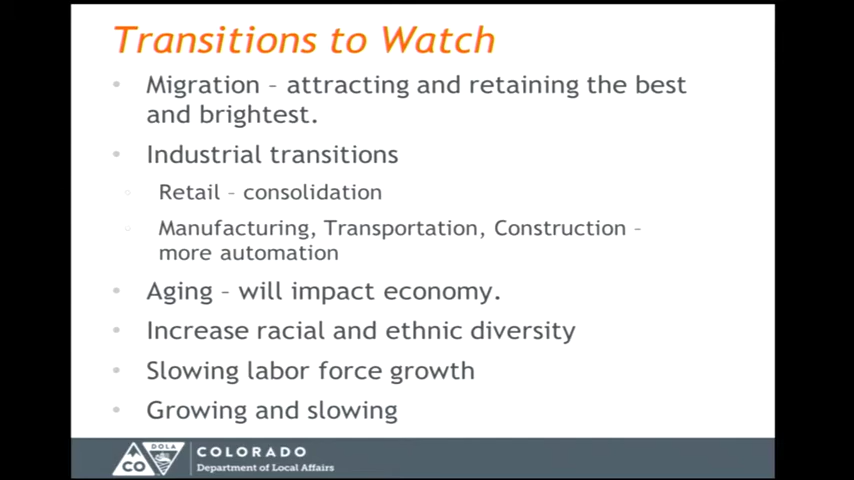 Transitions to Watch
• Migration – attracting and retaining the best
and brightest.
• Industrial transitions
○ Retail – consolidation
○ Manufacturing, Transportation, Construction –
more automation
• Aging – will impact economy.
• Increase racial and ethnic diversity
• Slowing labor force growth
• Growing and slowing
CO DOLA
COLORADO
Department of Local Affairs